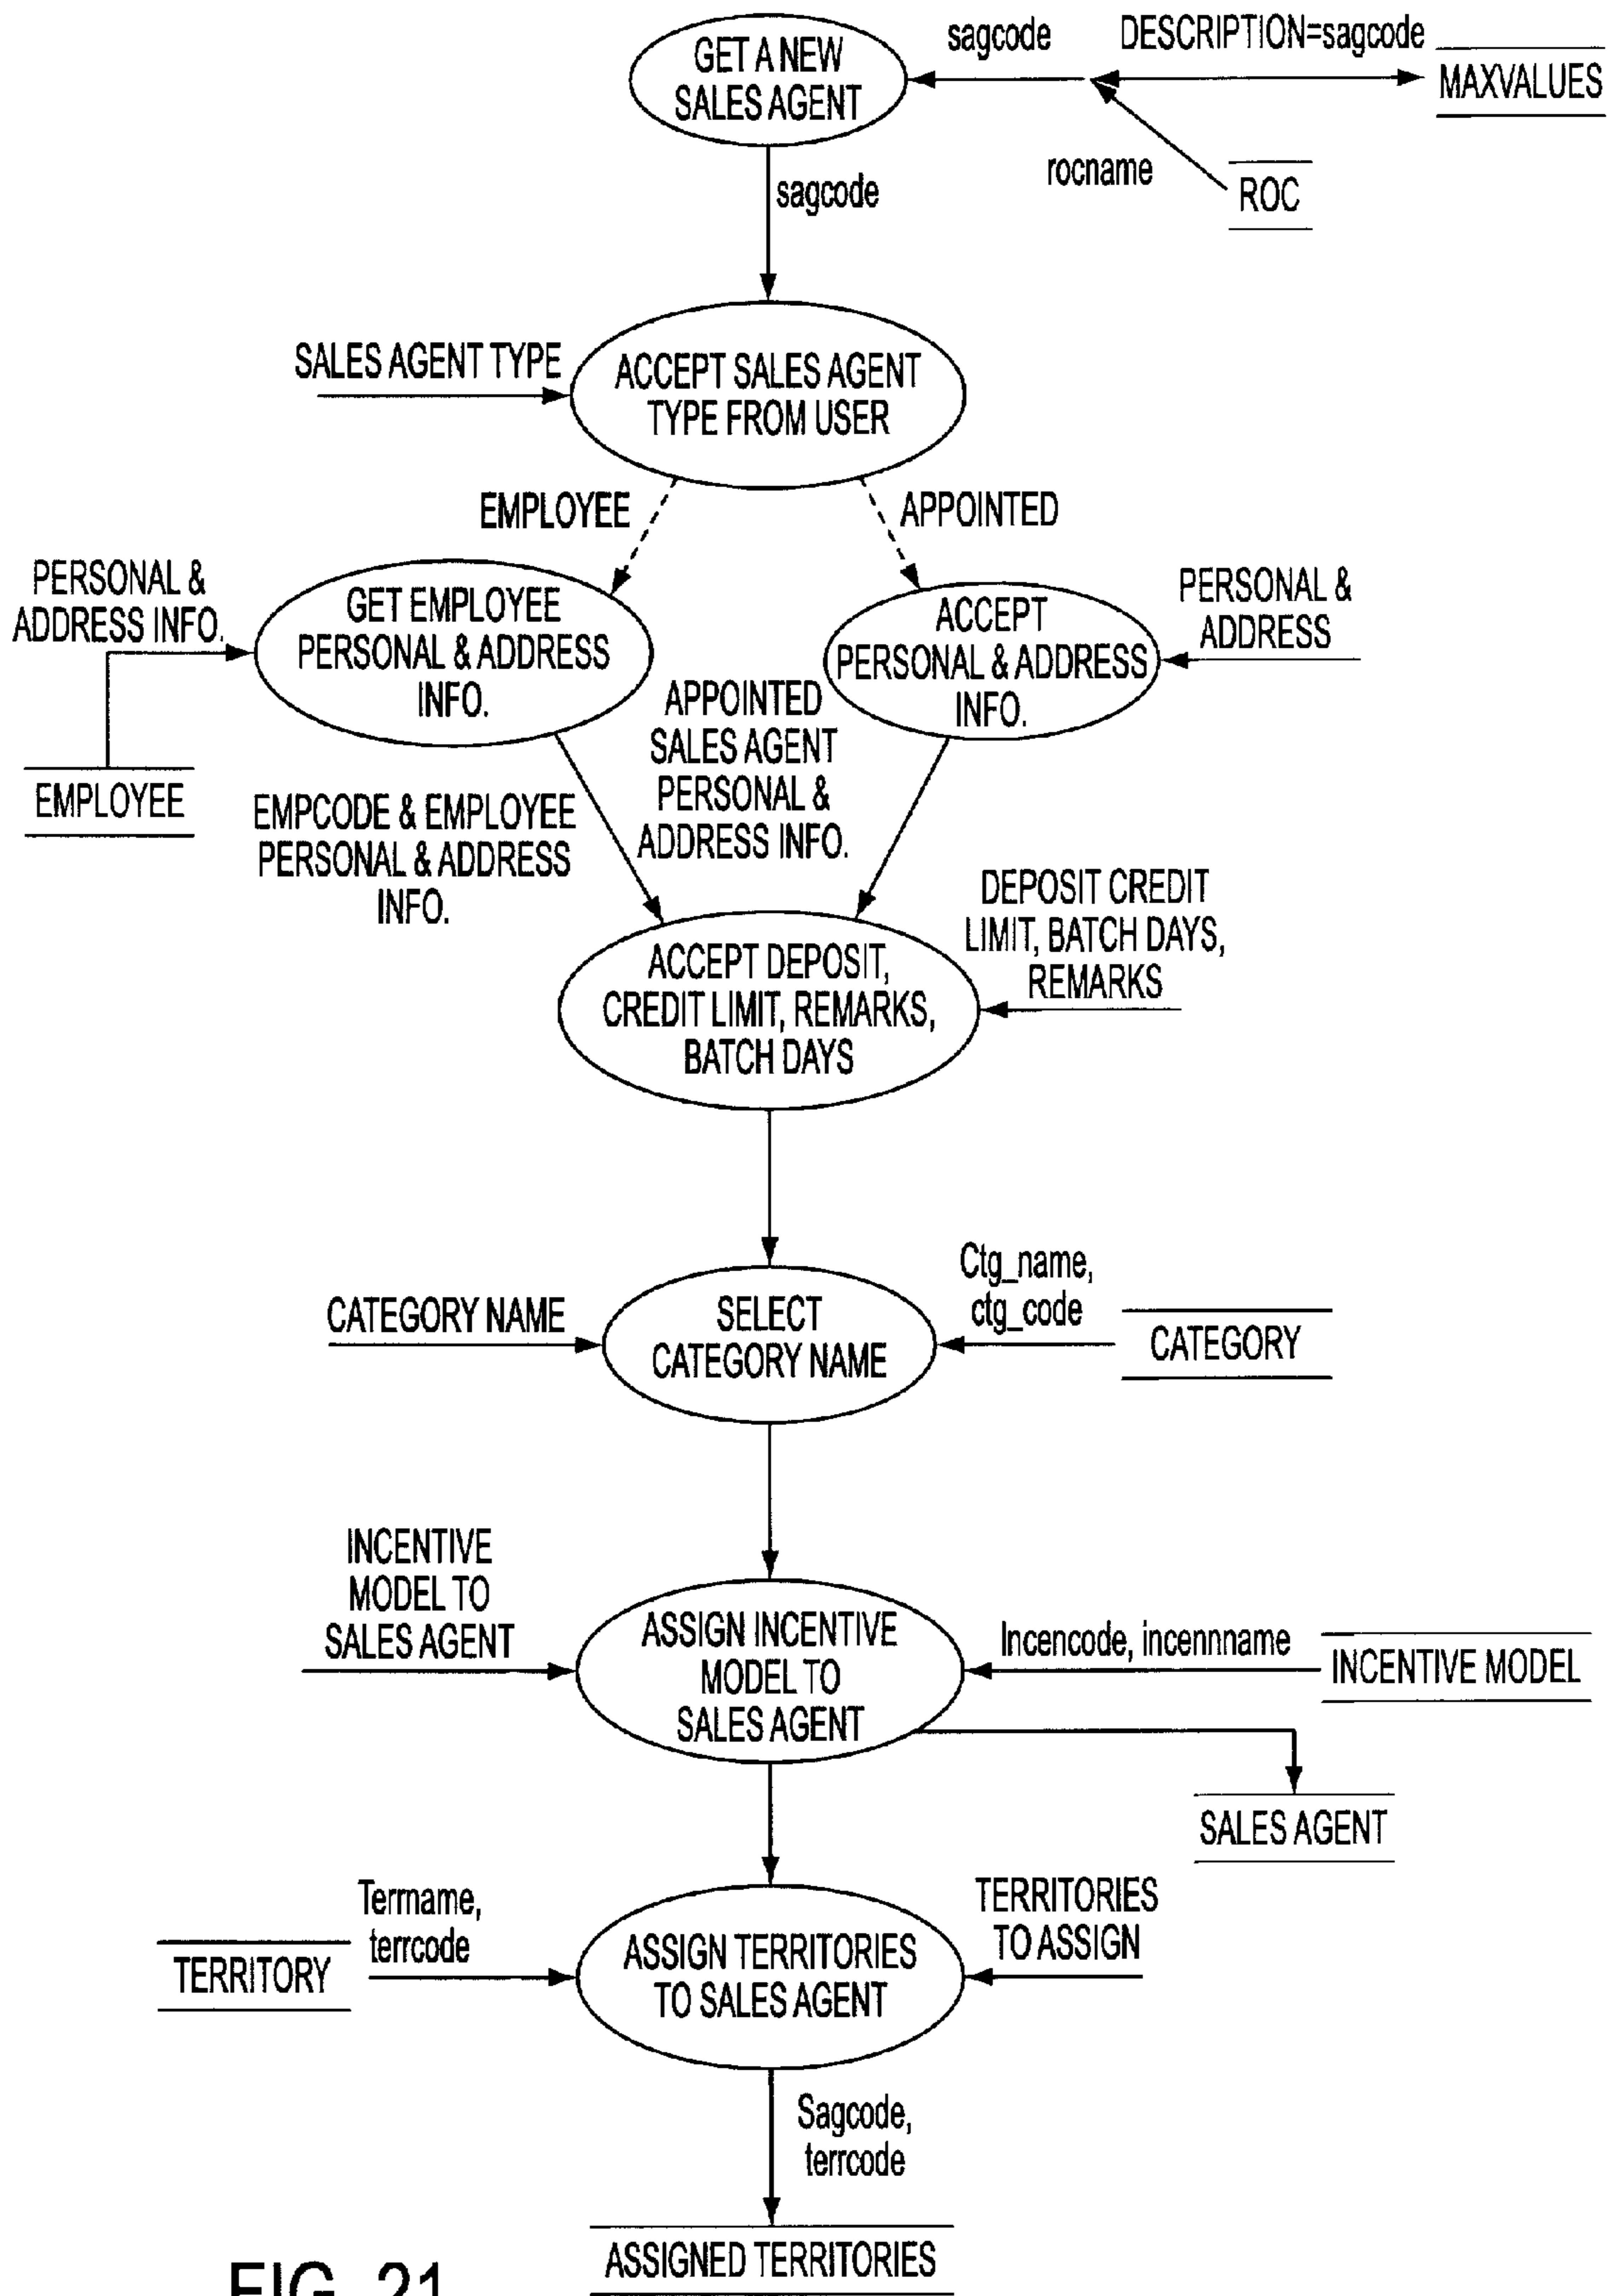 GET A NEW
SALES AGENT
sagcode
DESCRIPTION=sagcode
MAXVALUES
rocname
ROC
sagcode
SALES AGENT TYPE
ACCEPT SALES AGENT
TYPE FROM USER
EMPLOYEE
APPOINTED
PERSONAL &
ADDRESS INFO.
GET EMPLOYEE
PERSONAL & ADDRESS
INFO.
ACCEPT
PERSONAL & ADDRESS
INFO.
PERSONAL &
ADDRESS
EMPLOYEE
EMPCODE & EMPLOYEE
PERSONAL & ADDRESS
INFO.
APPOINTED
SALES AGENT
PERSONAL &
ADDRESS INFO.
ACCEPT DEPOSIT,
CREDIT LIMIT, REMARKS,
BATCH DAYS
DEPOSIT CREDIT
LIMIT, BATCH DAYS,
REMARKS
CATEGORY NAME
SELECT
CATEGORY NAME
Ctg_name,
ctg_code
CATEGORY
INCENTIVE
MODEL TO
SALES AGENT
ASSIGN INCENTIVE
MODEL TO
SALES AGENT
Incencode, incennname
INCENTIVE MODEL
SALES AGENT
TERRITORY
Terrname,
terrcode
ASSIGN TERRITORIES
TO SALES AGENT
TERRITORIES
TO ASSIGN
Sagcode,
terrcode
ASSIGNED TERRITORIES
FIG. 21